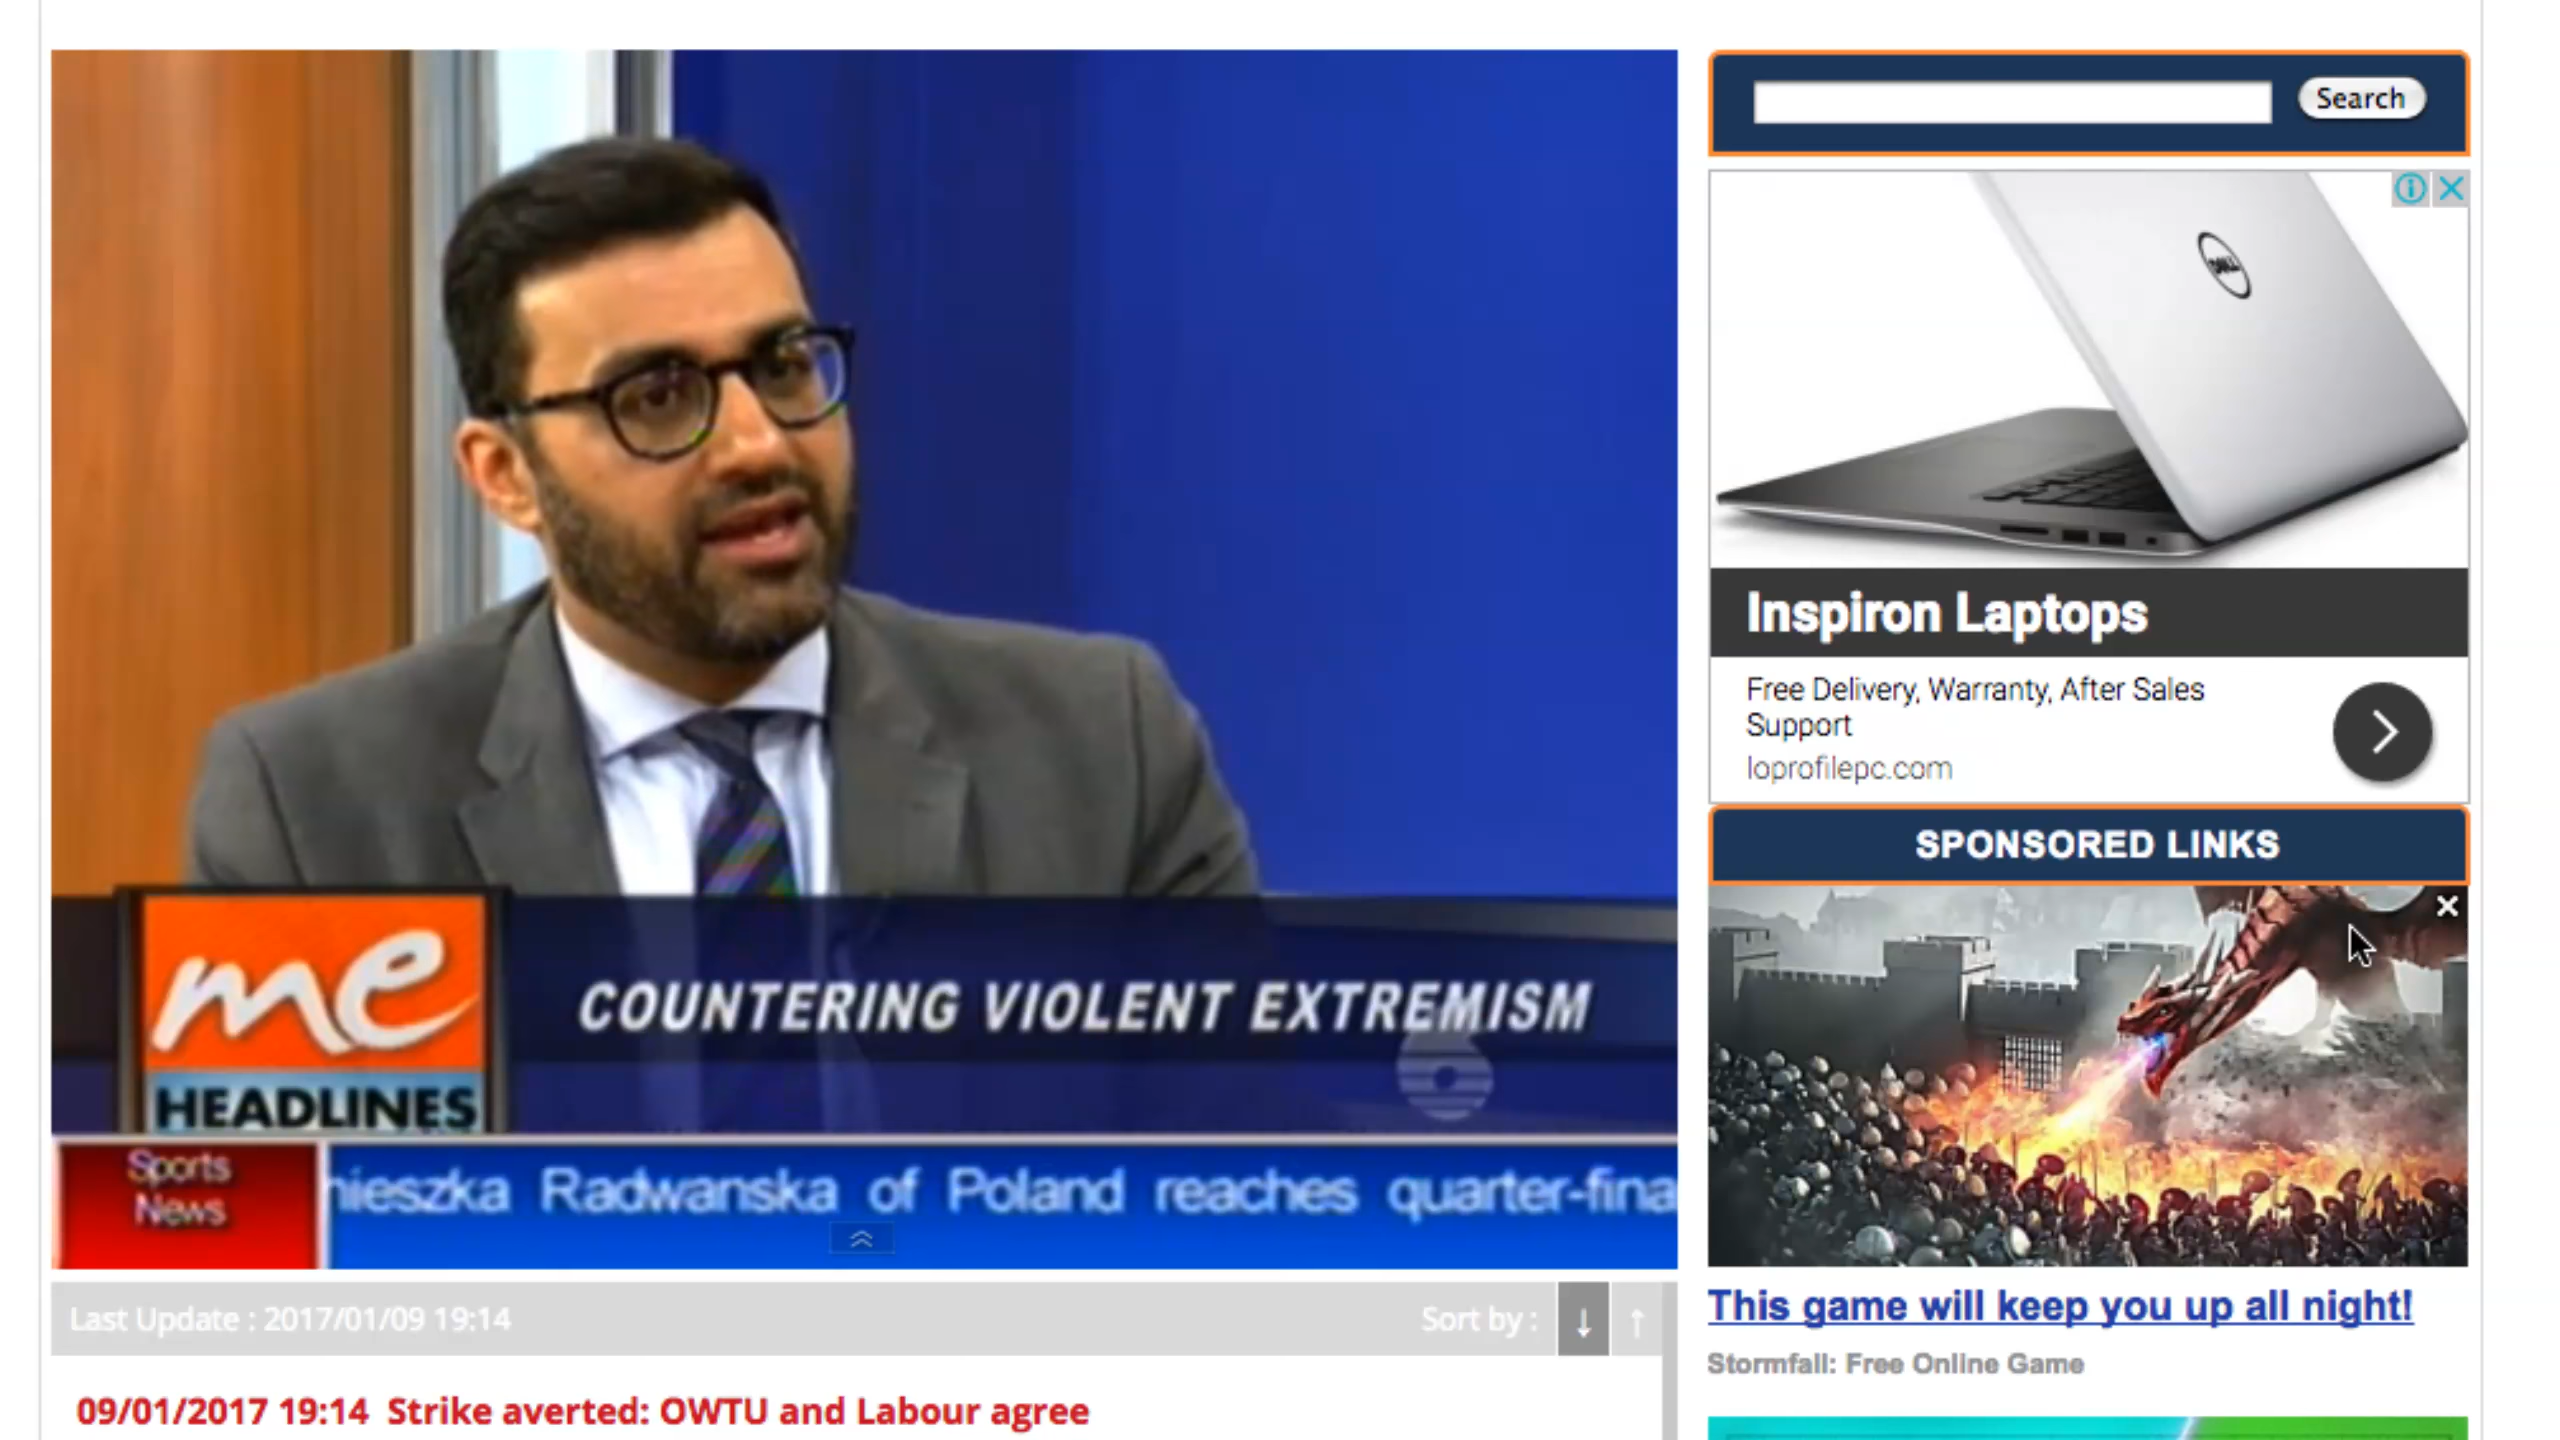 me
HEADLINES
COUNTERING VIOLENT EXTREMISM
6
Sports
News
nieszka Radwanska of Poland reaches quarter-fina
Last Update : 2017/01/09 19:14
Sort by :
↓ ↑
09/01/2017 19:14 Strike averted: OWTU and Labour agree
Search
DELL
Inspiron Laptops
Free Delivery, Warranty, After Sales
Support
loprofilepc.com
SPONSORED LINKS
This game will keep you up all night!
Stormfall: Free Online Game